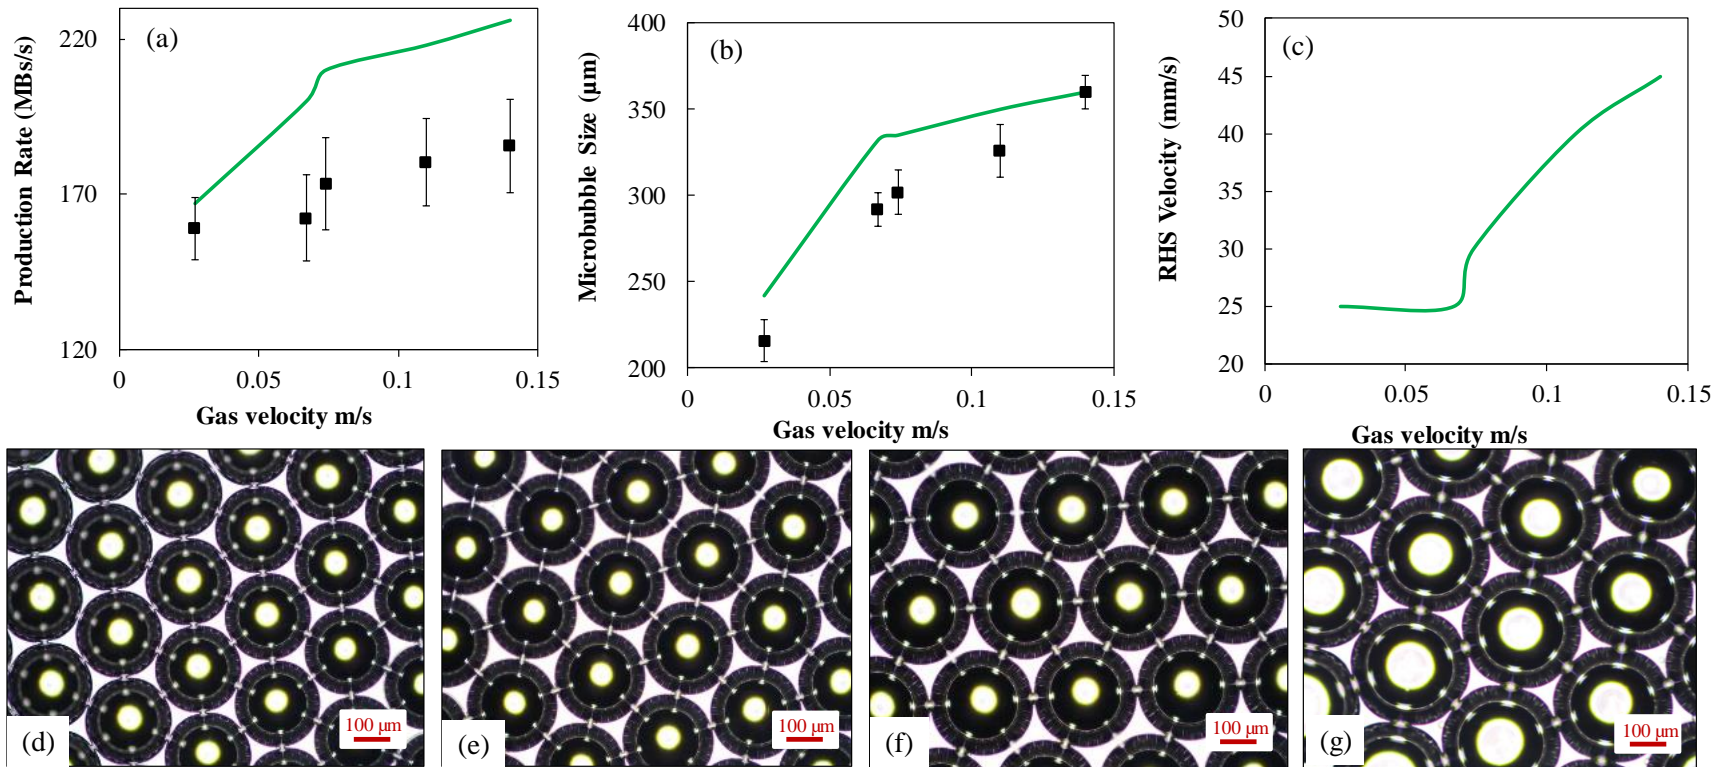 (a)
Production Rate (MBs/s)
220
170
120
0
0.05
0.1
0.15
Gas velocity m/s
(b)
Microbubble Size (µm)
400
350
300
250
200
0
0.05
0.1
0.15
Gas velocity m/s
(c)
RHS Velocity (mm/s)
50
45
40
35
30
25
20
0
0.05
0.1
0.15
Gas velocity m/s
(d)
100 µm
(e)
100 µm
(f)
100 µm
(g)
100 µm